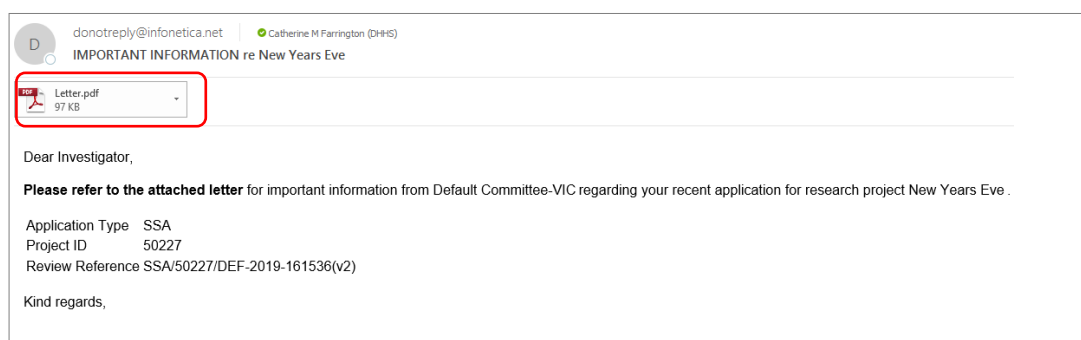 D
donotreply@infonetica.net Catherine M Farrington (DHHS)
IMPORTANT INFORMATION re New Years Eve
PDF
Letter.pdf
97 KB
Dear Investigator,
Please refer to the attached letter for important information from Default Committee-VIC regarding your recent application for research project New Years Eve .
Application Type SSA
Project ID 50227
Review Reference SSA/50227/DEF-2019-161536(v2)
Kind regards,